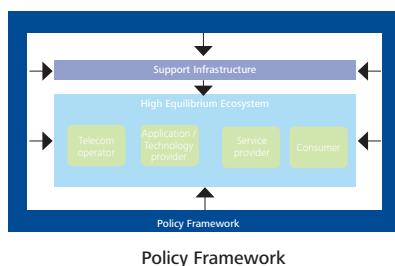 Support Infrastructure
High Equilibrium Ecosystem
Telecom
operator
Application /
Technology
provider
Service
provider
Consumer
Policy Framework
Policy Framework